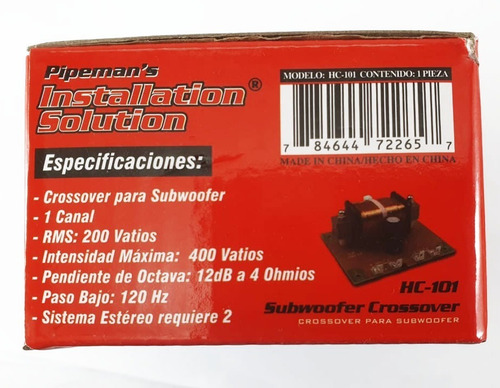 Pipeman's
Installation®
Solution
MODELO: HC-101 CONTENIDO: 1 PIEZA
7 84644 72265 7
MADE IN CHINA/HECHO EN CHINA
Especificaciones:
- Crossover para Subwoofer
- 1 Canal
- RMS: 200 Vatios
- Intensidad Máxima: 400 Vatios
- Pendiente de Octava: 12dB a 4 Ohmios
- Paso Bajo: 120 Hz
- Sistema Estéreo requiere 2
HC-101
Subwoofer Crossover
CROSSOVER PARA SUBWOOFER